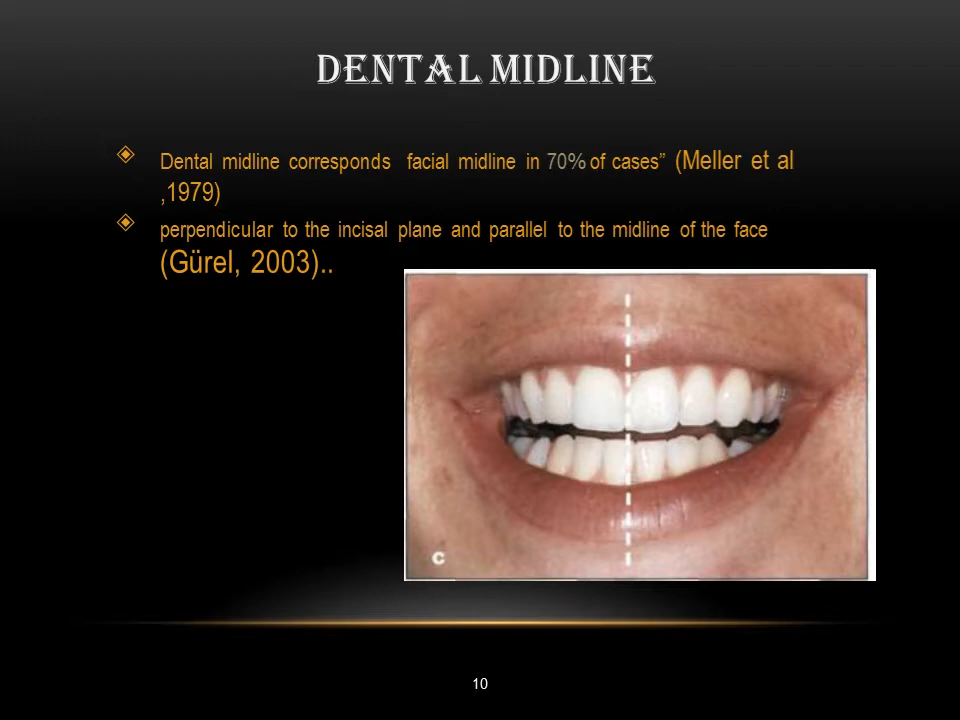 DENTAL MIDLINE
◈ Dental midline corresponds facial midline in 70% of cases” (Meller et al
,1979)
◈ perpendicular to the incisal plane and parallel to the midline of the face
(Gürel, 2003)..
c
10